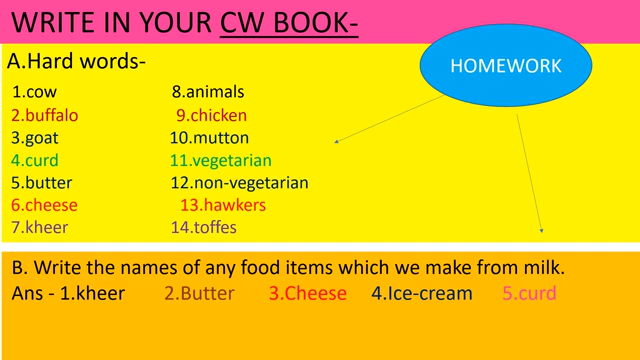 WRITE IN YOUR CW BOOK-
A.Hard words-
HOMEWORK
1.cow 8.animals
2.buffalo 9.chicken
3.goat 10.mutton
4.curd 11.vegetarian
5.butter 12.non-vegetarian
6.cheese 13.hawkers
7.kheer 14.toffes
B. Write the names of any food items which we make from milk.
Ans - 1.kheer 2.Butter 3.Cheese 4.Ice-cream 5.curd